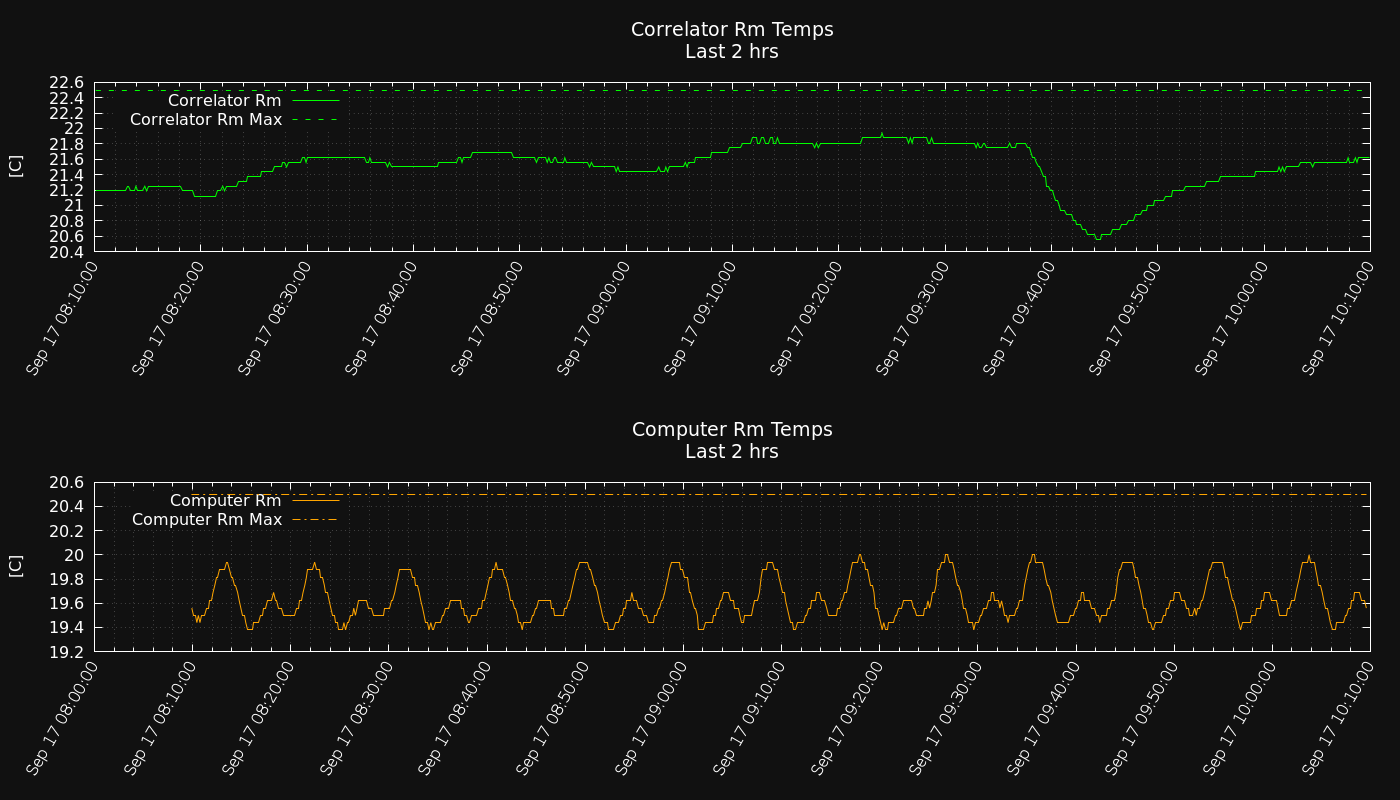 Correlator Rm Temps
Last 2 hrs
22.6
22.4
22.2
22
21.8
21.6
21.4
21.2
21
20.8
20.6
20.4
[C]
Correlator Rm
Correlator Rm Max
Sep 17 08:10:00
Sep 17 08:20:00
Sep 17 08:30:00
Sep 17 08:40:00
Sep 17 08:50:00
Sep 17 09:00:00
Sep 17 09:10:00
Sep 17 09:20:00
Sep 17 09:30:00
Sep 17 09:40:00
Sep 17 09:50:00
Sep 17 10:00:00
Sep 17 10:10:00
Computer Rm Temps
Last 2 hrs
20.6
20.4
20.2
20
19.8
19.6
19.4
19.2
[C]
Computer Rm
Computer Rm Max
Sep 17 08:00:00
Sep 17 08:10:00
Sep 17 08:20:00
Sep 17 08:30:00
Sep 17 08:40:00
Sep 17 08:50:00
Sep 17 09:00:00
Sep 17 09:10:00
Sep 17 09:20:00
Sep 17 09:30:00
Sep 17 09:40:00
Sep 17 09:50:00
Sep 17 10:00:00
Sep 17 10:10:00